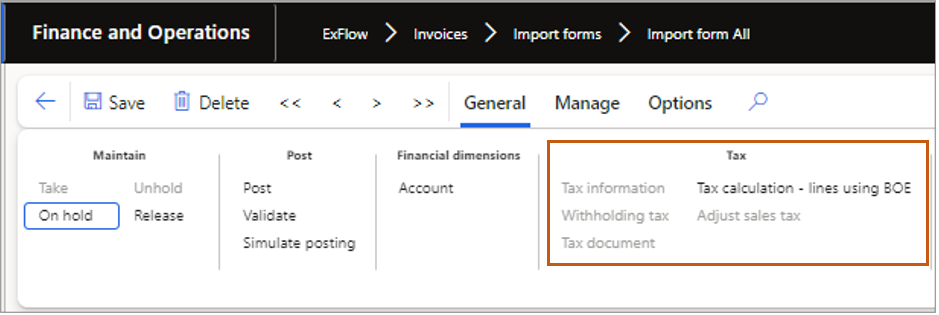 Finance and Operations ExFlow > Invoices > Import forms > Import form All
Save Delete << < > >> General Manage Options
Maintain Post Financial dimensions Tax
Take Unhold Post Account Tax information Tax calculation - lines using BOE
On hold Release Validate Withholding tax Adjust sales tax
Simulate posting Tax document